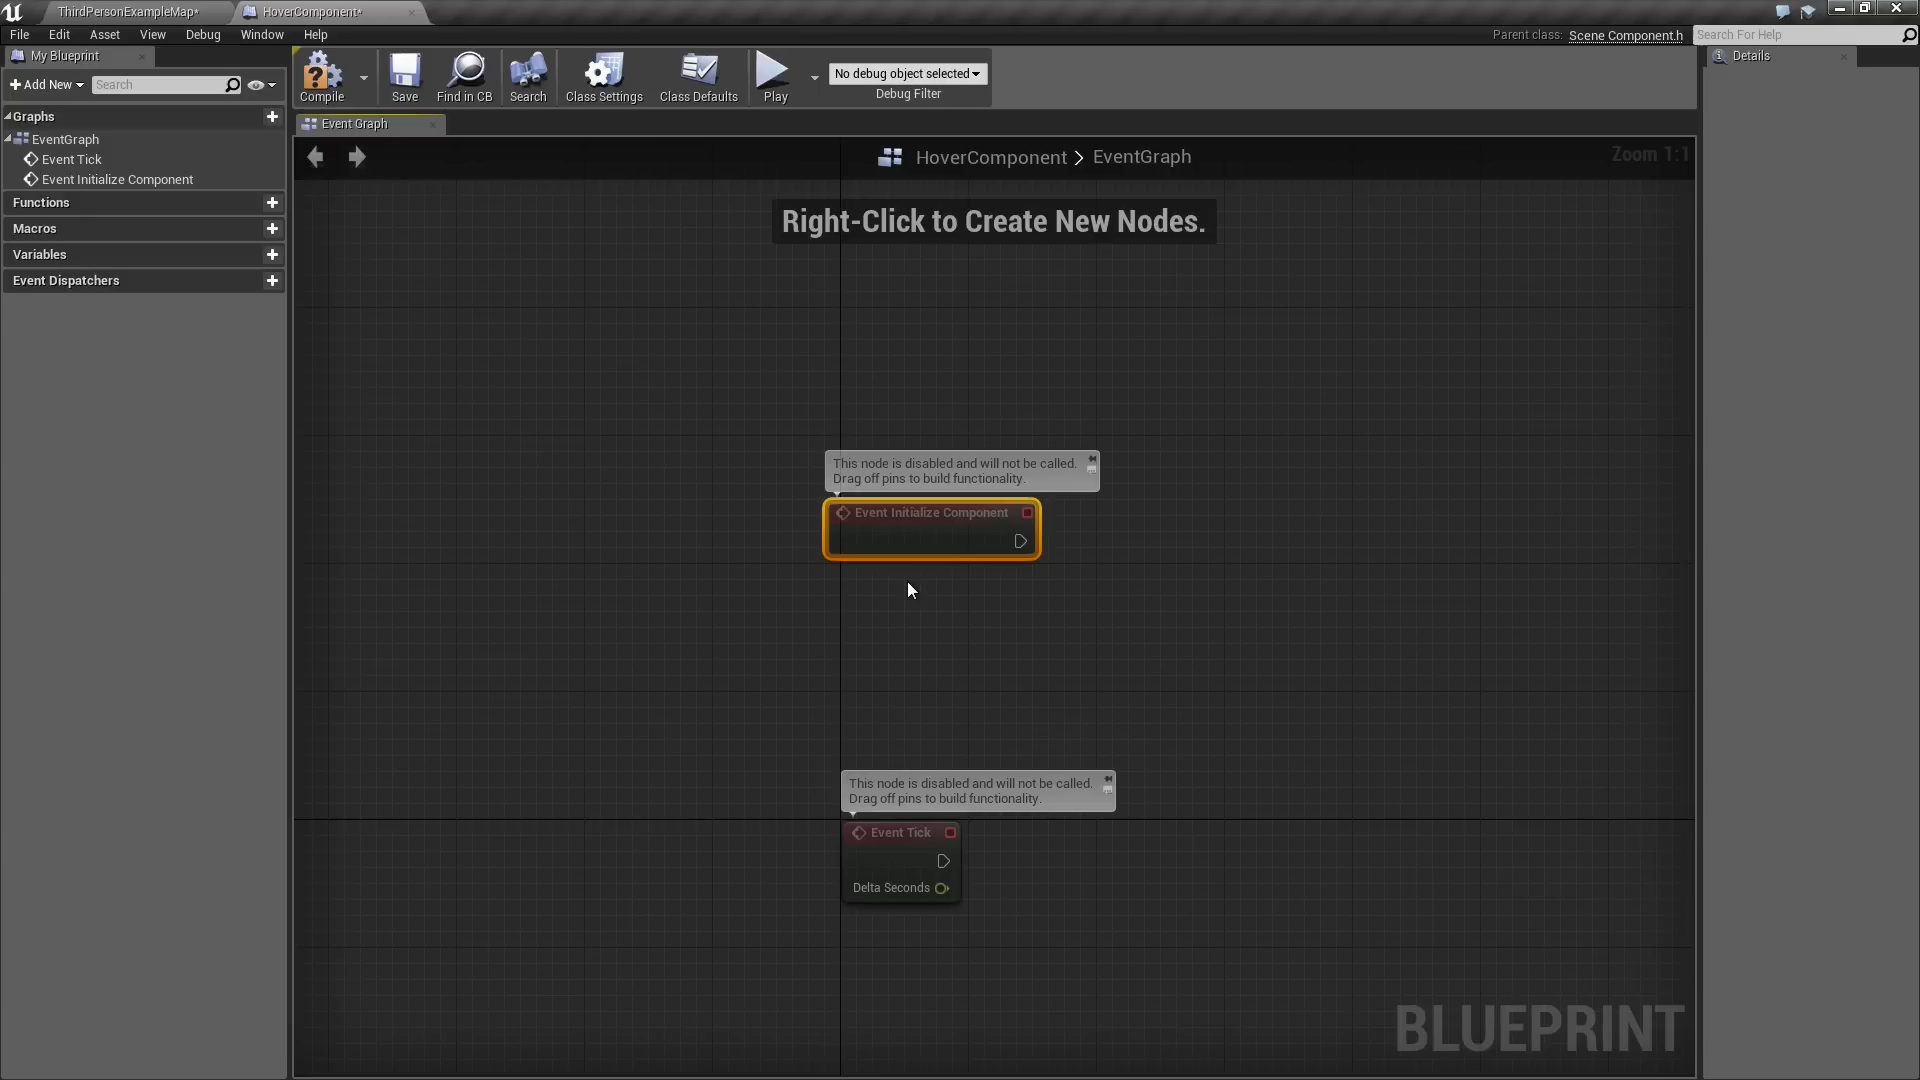 ThirdPersonExampleMap*
HoverComponent*
File Edit Asset View Debug Window Help
Parent class: Scene Component.h
Search For Help
My Blueprint
Details
Add New
Search
Compile
Save
Find in CB
Search
Class Settings
Class Defaults
Play
No debug object selected
Debug Filter
Graphs
EventGraph
Event Tick
Event Initialize Component
Functions
Macros
Variables
Event Dispatchers
Event Graph
HoverComponent > EventGraph
Zoom 1:1
Right-Click to Create New Nodes.
This node is disabled and will not be called.
Drag off pins to build functionality.
Event Initialize Component
This node is disabled and will not be called.
Drag off pins to build functionality.
Event Tick
Delta Seconds
BLUEPRINT